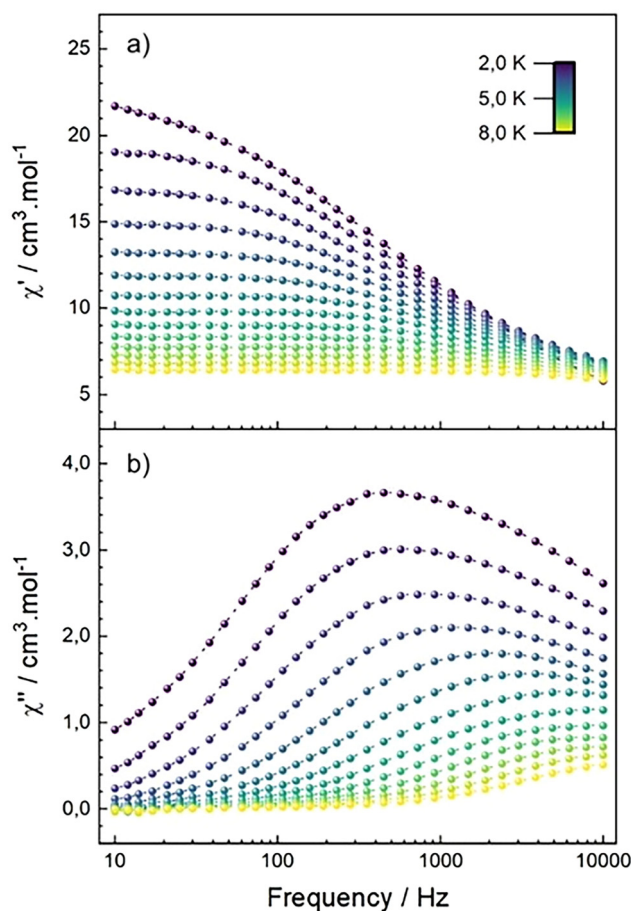 a)
2,0 K
5,0 K
8,0 K
25
20
15
10
5
χ' / cm³.mol⁻¹
b)
4,0
3,0
2,0
1,0
0,0
χ" / cm³.mol⁻¹
10 100 1000 10000
Frequency / Hz